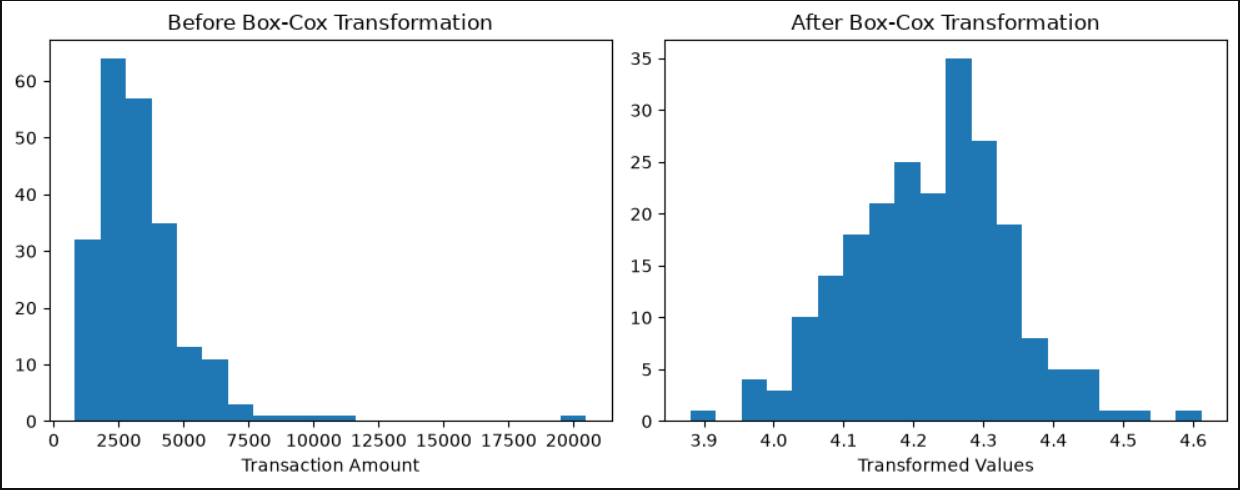 Before Box-Cox Transformation
60
50
40
30
20
10
0
0 2500 5000 7500 10000 12500 15000 17500 20000
Transaction Amount
After Box-Cox Transformation
35
30
25
20
15
10
5
0
3.9 4.0 4.1 4.2 4.3 4.4 4.5 4.6
Transformed Values